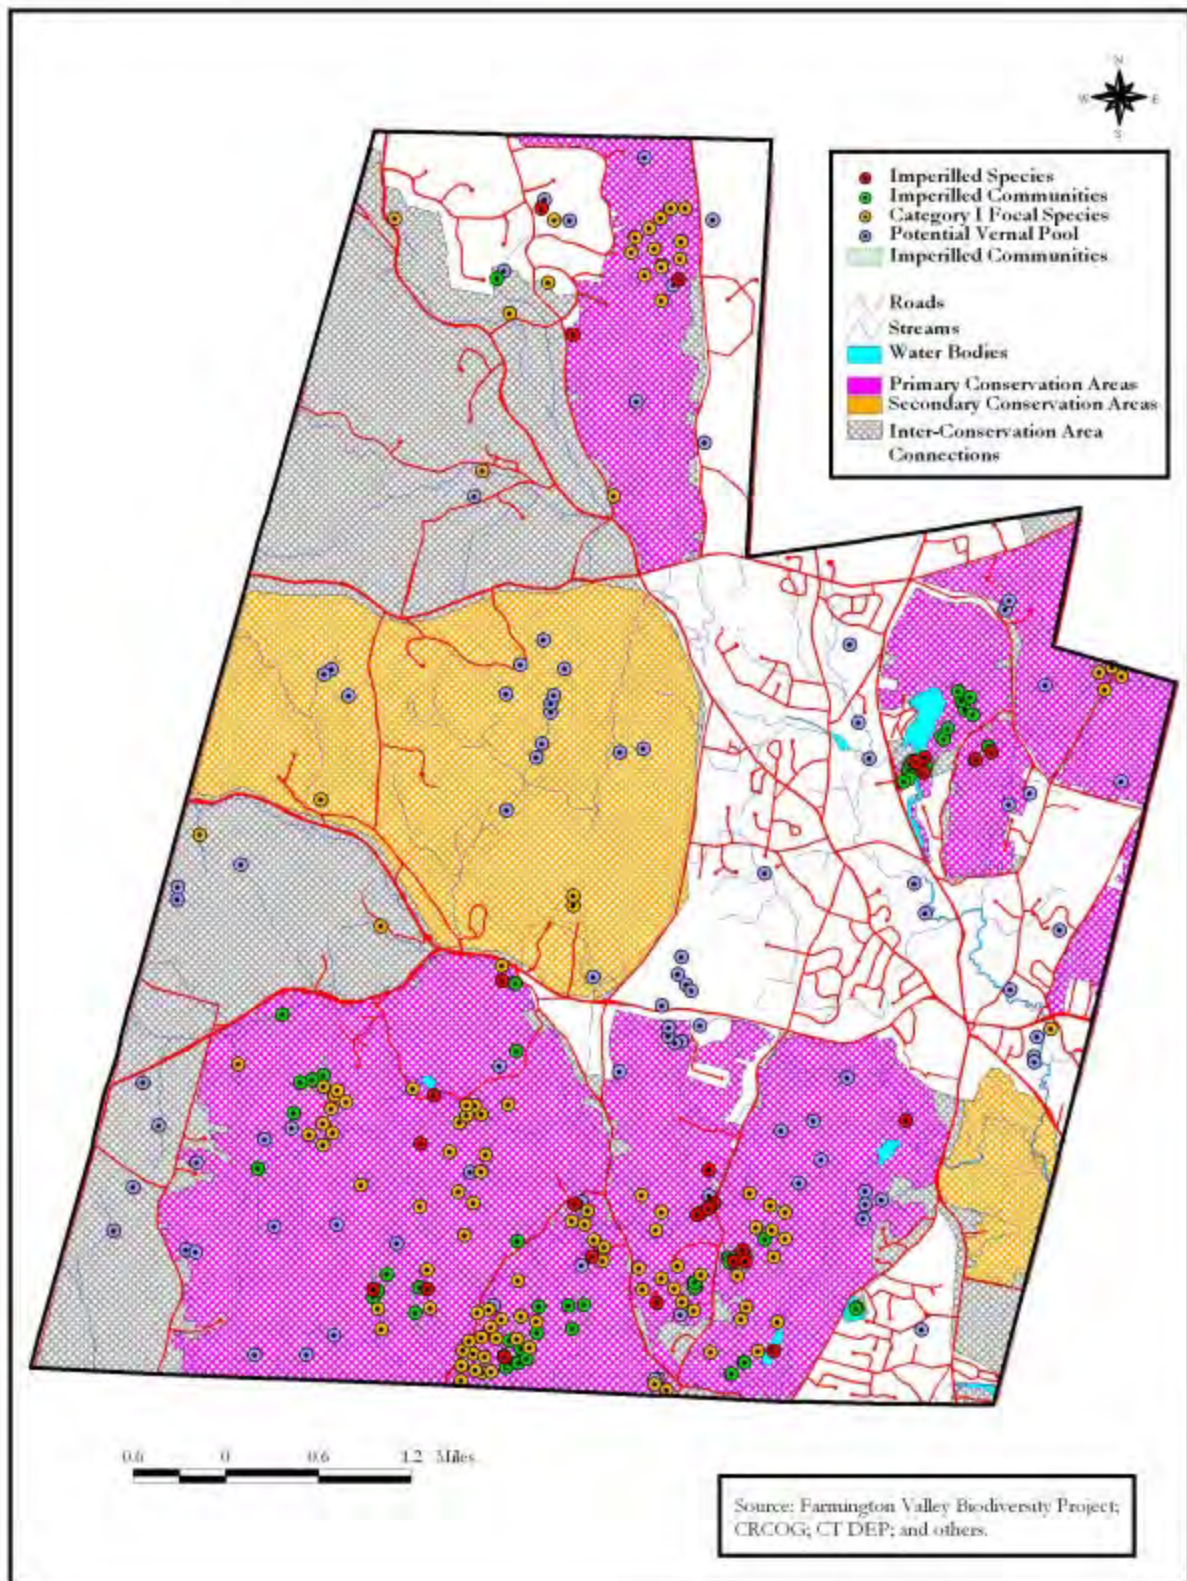 N
W E
S
Imperilled Species
Imperilled Communities
Category I Focal Species
Potential Vernal Pool
Imperilled Communities
Roads
Streams
Water Bodies
Primary Conservation Areas
Secondary Conservation Areas
Inter-Conservation Area
Connections
0.6 0 0.6 1.2 Miles
Source: Farmington Valley Biodiversity Project;
CRCOG; CT DEP; and others.